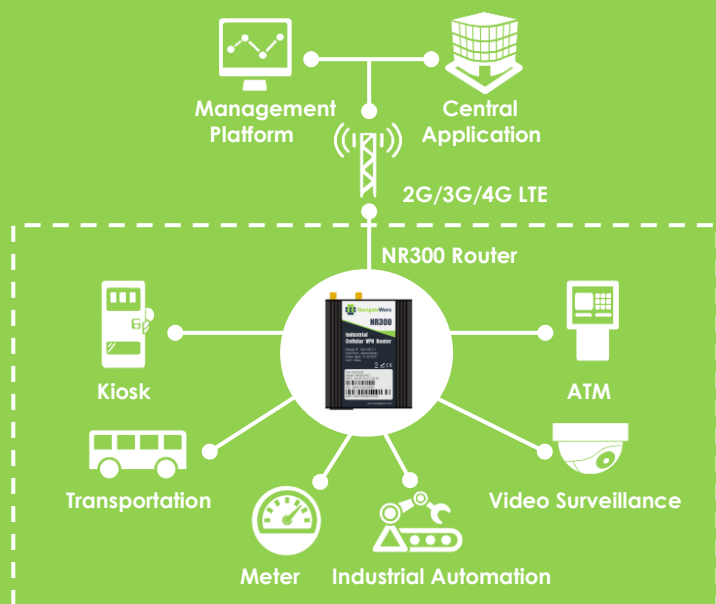 Management
Platform
Central
Application
2G/3G/4G LTE
NR300 Router
NavigateWorx
NR300
Industrial
Cellular VPN Router
Kiosk
ATM
Transportation
Video Surveillance
Meter
Industrial Automation